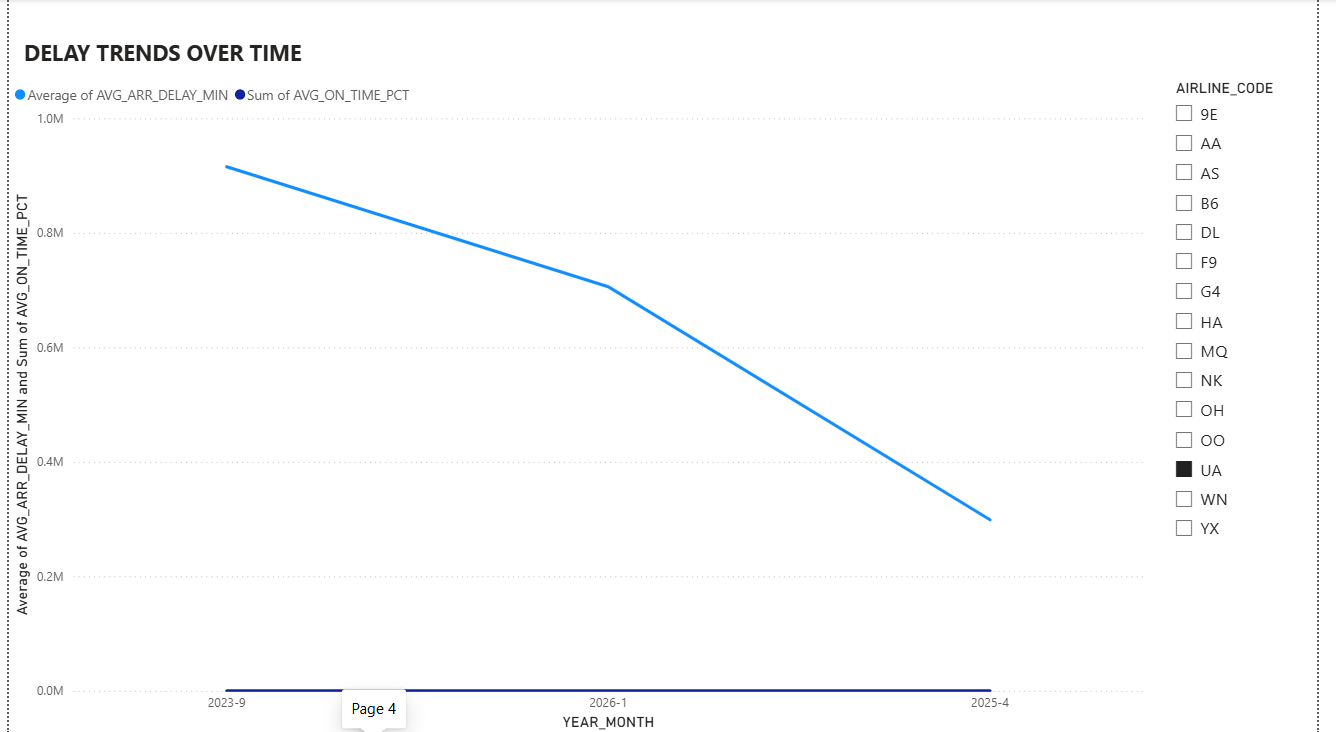 DELAY TRENDS OVER TIME
Average of AVG_ARR_DELAY_MIN Sum of AVG_ON_TIME_PCT
1.0M
0.8M
0.6M
0.4M
0.2M
0.0M
Average of AVG_ARR_DELAY_MIN and Sum of AVG_ON_TIME_PCT
2023-9 2026-1 2025-4
YEAR_MONTH
Page 4
AIRLINE_CODE
9E
AA
AS
B6
DL
F9
G4
HA
MQ
NK
OH
OO
UA
WN
YX